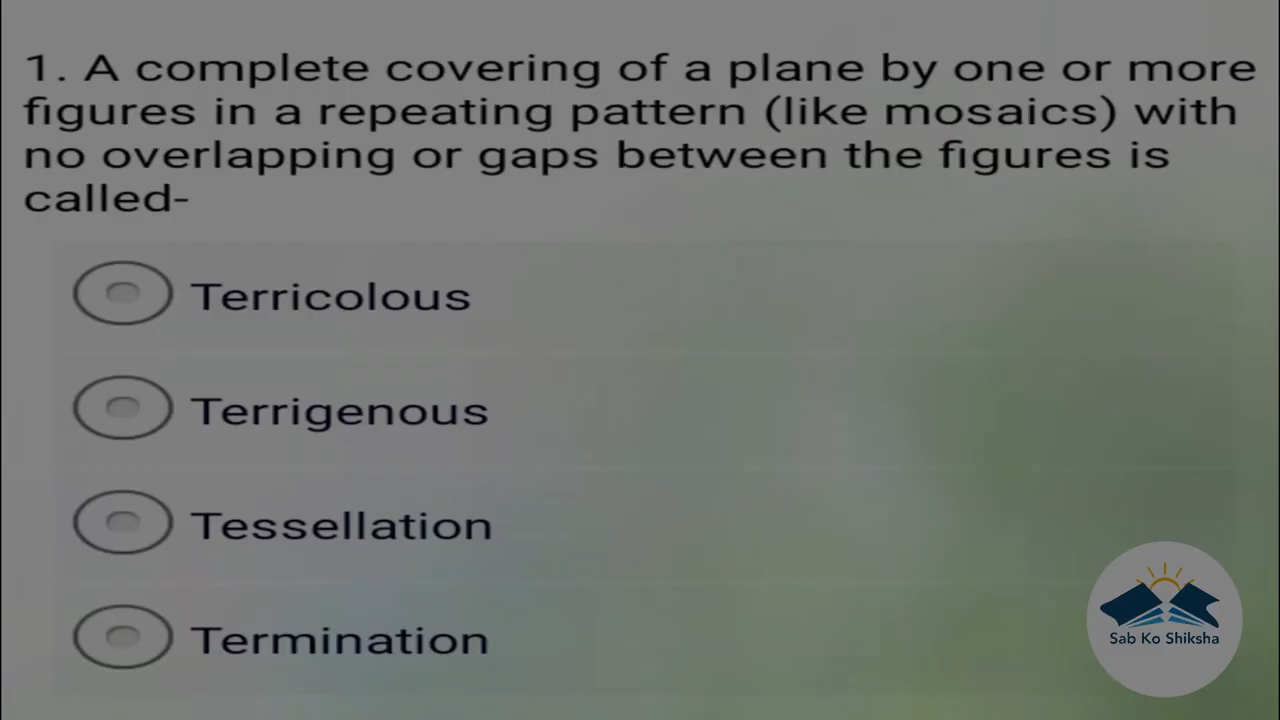 1. A complete covering of a plane by one or more
figures in a repeating pattern (like mosaics) with
no overlapping or gaps between the figures is
called-
Terricolous
Terrigenous
Tessellation
Termination
Sab Ko Shiksha